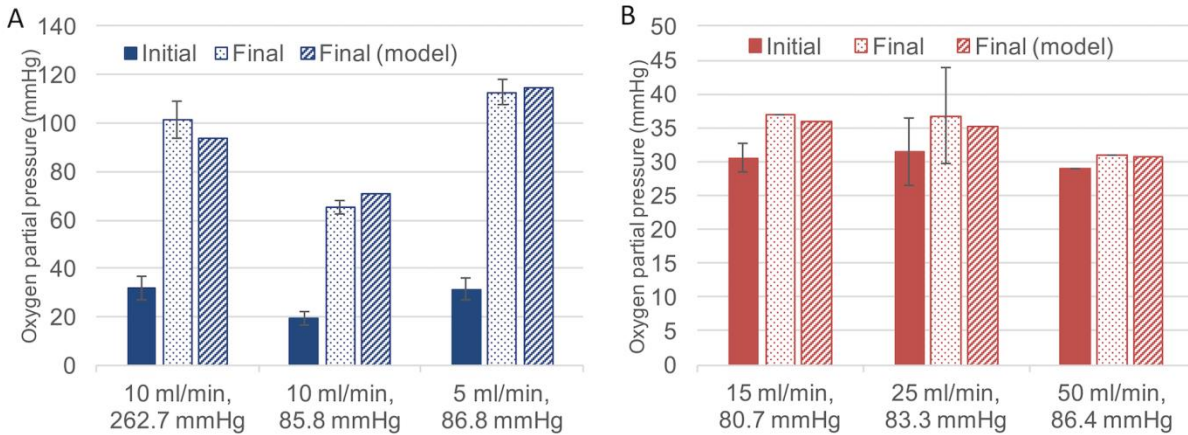 A
Oxygen partial pressure (mmHg)
140
120
100
80
60
40
20
0
Initial Final Final (model)
10 ml/min, 10 ml/min, 5 ml/min,
262.7 mmHg 85.8 mmHg 86.8 mmHg
B
Oxygen partial pressure (mmHg)
50
45
40
35
30
25
20
15
10
5
0
Initial Final Final (model)
15 ml/min, 25 ml/min, 50 ml/min,
80.7 mmHg 83.3 mmHg 86.4 mmHg